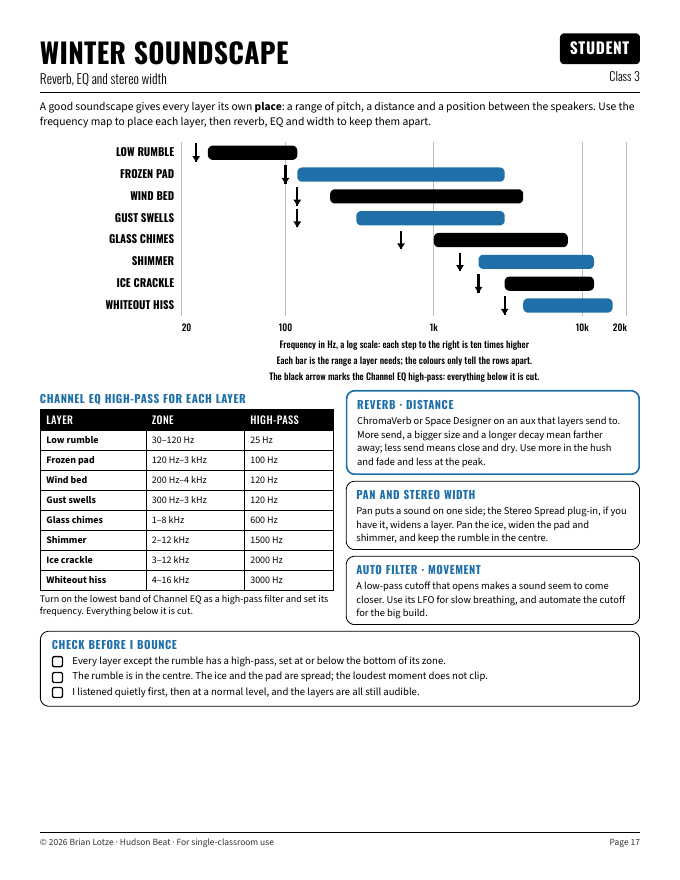 WINTER SOUNDSCAPE
STUDENT
Reverb, EQ and stereo width
Class 3
A good soundscape gives every layer its own place: a range of pitch, a distance and a position between the speakers. Use the
frequency map to place each layer, then reverb, EQ and width to keep them apart.
LOW RUMBLE
FROZEN PAD
WIND BED
GUST SWELLS
GLASS CHIMES
SHIMMER
ICE CRACKLE
WHITEOUT HISS
20 100 1k 10k 20k
Frequency in Hz, a log scale: each step to the right is ten times higher
Each bar is the range a layer needs; the colours only tell the rows apart.
The black arrow marks the Channel EQ high-pass: everything below it is cut.
CHANNEL EQ HIGH-PASS FOR EACH LAYER
LAYER ZONE HIGH-PASS
Low rumble 30–120 Hz 25 Hz
Frozen pad 120 Hz–3 kHz 100 Hz
Wind bed 200 Hz–4 kHz 120 Hz
Gust swells 300 Hz–3 kHz 120 Hz
Glass chimes 1–8 kHz 600 Hz
Shimmer 2–12 kHz 1500 Hz
Ice crackle 3–12 kHz 2000 Hz
Whiteout hiss 4–16 kHz 3000 Hz
Turn on the lowest band of Channel EQ as a high-pass filter and set its
frequency. Everything below it is cut.
REVERB · DISTANCE
ChromaVerb or Space Designer on an aux that layers send to.
More send, a bigger size and a longer decay mean farther
away; less send means close and dry. Use more in the hush
and fade and less at the peak.
PAN AND STEREO WIDTH
Pan puts a sound on one side; the Stereo Spread plug-in, if you
have it, widens a layer. Pan the ice, widen the pad and
shimmer, and keep the rumble in the centre.
AUTO FILTER · MOVEMENT
A low-pass cutoff that opens makes a sound seem to come
closer. Use its LFO for slow breathing, and automate the cutoff
for the big build.
CHECK BEFORE I BOUNCE
Every layer except the rumble has a high-pass, set at or below the bottom of its zone.
The rumble is in the centre. The ice and the pad are spread; the loudest moment does not clip.
I listened quietly first, then at a normal level, and the layers are all still audible.
© 2026 Brian Lotze · Hudson Beat · For single-classroom use
Page 17